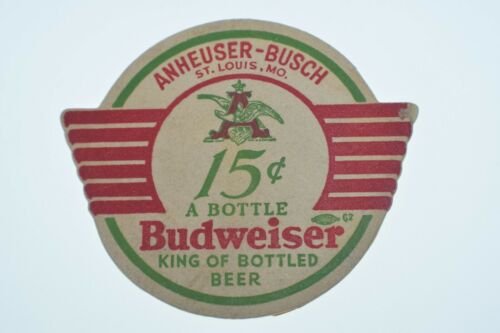 ANHEUSER-BUSCH
ST. LOUIS, MO.
A
15¢
A BOTTLE
Budweiser
KING OF BOTTLED
BEER